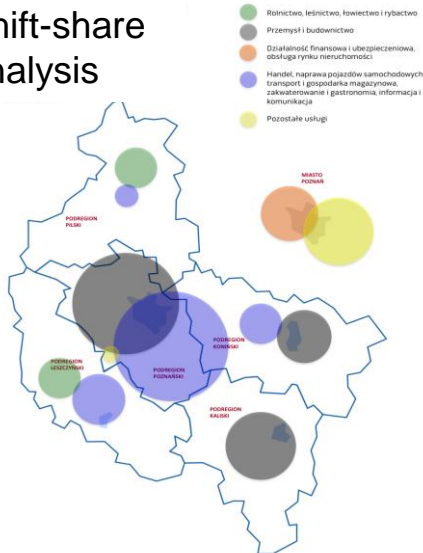 hift-share
nalysis
Rolnictwo, leśnictwo, łowiectwo i rybactwo
Przemysł i budownictwo
Działalność finansowa i ubezpieczeniowa,
obsługa rynku nieruchomości
Handel, naprawa pojazdów samochodowych
transport i gospodarka magazynowa,
zakwaterowanie i gastronomia, informacja i
komunikacja
Pozostałe usługi
MIASTO
POZNAŃ
PODREGION
PILSKI
PODREGION
KONIŃSKI
PODREGION
LESZCZYŃSKI
PODREGION
POZNAŃSKI
PODREGION
KALISKI